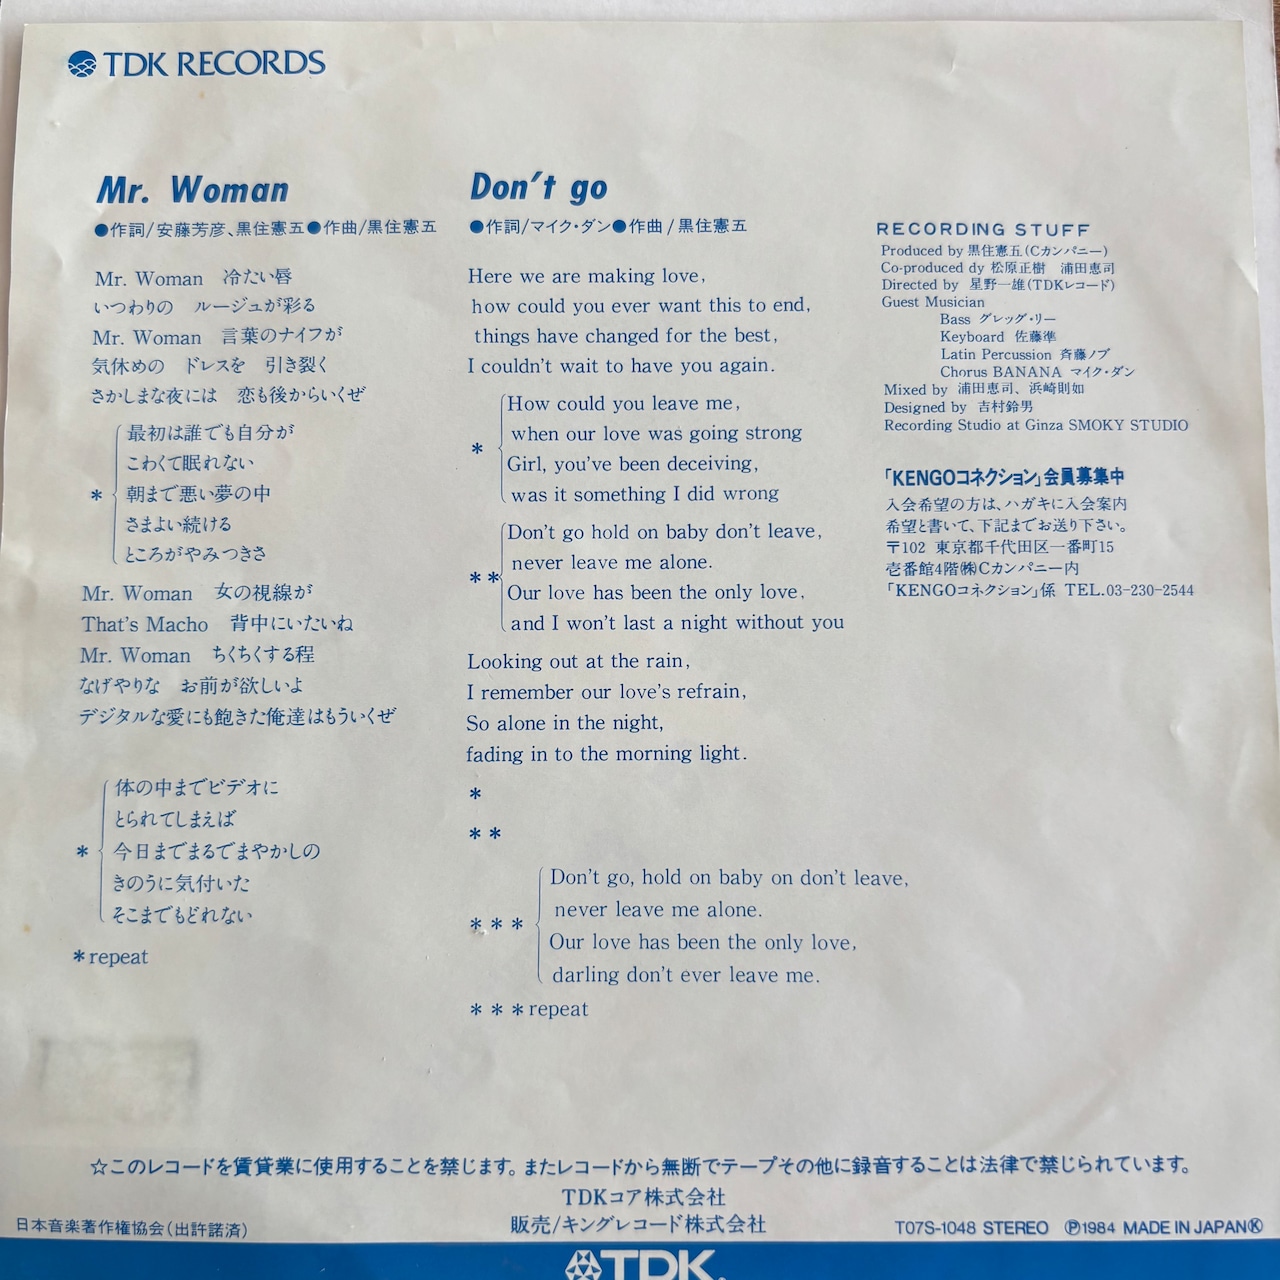 TDK RECORDS
Mr. Woman
●作詞/安藤芳彦、黒住憲五●作曲/黒住憲五
Mr. Woman 冷たい唇
いつわりの ルージュが彩る
Mr. Woman 言葉のナイフが
気休めの ドレスを 引き裂く
さかしまな夜には 恋も後からいくぜ
最初は誰でも自分が
こわくて眠れない
* 朝まで悪い夢の中
さまよい続ける
ところがやみつきさ
Mr. Woman 女の視線が
That's Macho 背中にいたいね
Mr. Woman ちくちくする程
なげやりな お前が欲しいよ
デジタルな愛にも飽きた俺達はもういくぜ
体の中までビデオに
とられてしまえば
* 今日までまるでまやかしの
きのうに気付いた
そこまでもどれない
*repeat
Don't go
●作詞/マイク・ダン●作曲/黒住憲五
Here we are making love,
how could you ever want this to end,
things have changed for the best,
I couldn't wait to have you again.
How could you leave me,
* when our love was going strong
Girl, you've been deceiving,
was it something I did wrong
Don't go hold on baby don't leave,
** never leave me alone.
Our love has been the only love,
and I won't last a night without you
Looking out at the rain,
I remember our love's refrain,
So alone in the night,
fading in to the morning light.
*
**
Don't go, hold on baby on don't leave,
*** never leave me alone.
Our love has been the only love,
darling don't ever leave me.
***repeat
RECORDING STUFF
Produced by 黒住憲五(Cカンパニー)
Co-produced dy 松原正樹 浦田恵司
Directed by 星野一雄(TDKレコード)
Guest Musician
Bass グレッグ・リー
Keyboard 佐藤準
Latin Percussion 斉藤ノブ
Chorus BANANA マイク・ダン
Mixed by 浦田恵司、浜崎則如
Designed by 吉村鈴男
Recording Studio at Ginza SMOKY STUDIO
「KENGOコネクション」会員募集中
入会希望の方は、ハガキに入会案内
希望と書いて、下記までお送り下さい。
〒102 東京都千代田区一番町15
壱番館4階㈱Cカンパニー内
「KENGOコネクション」係 TEL.03-230-2544
☆このレコードを賃貸業に使用することを禁じます。またレコードから無断でテープその他に録音することは法律で禁じられています。
TDKコア株式会社
日本音楽著作権協会(出許諾済)
販売/キングレコード株式会社
T07S-1048 STEREO Ⓟ1984 MADE IN JAPANⓀ
TDK.